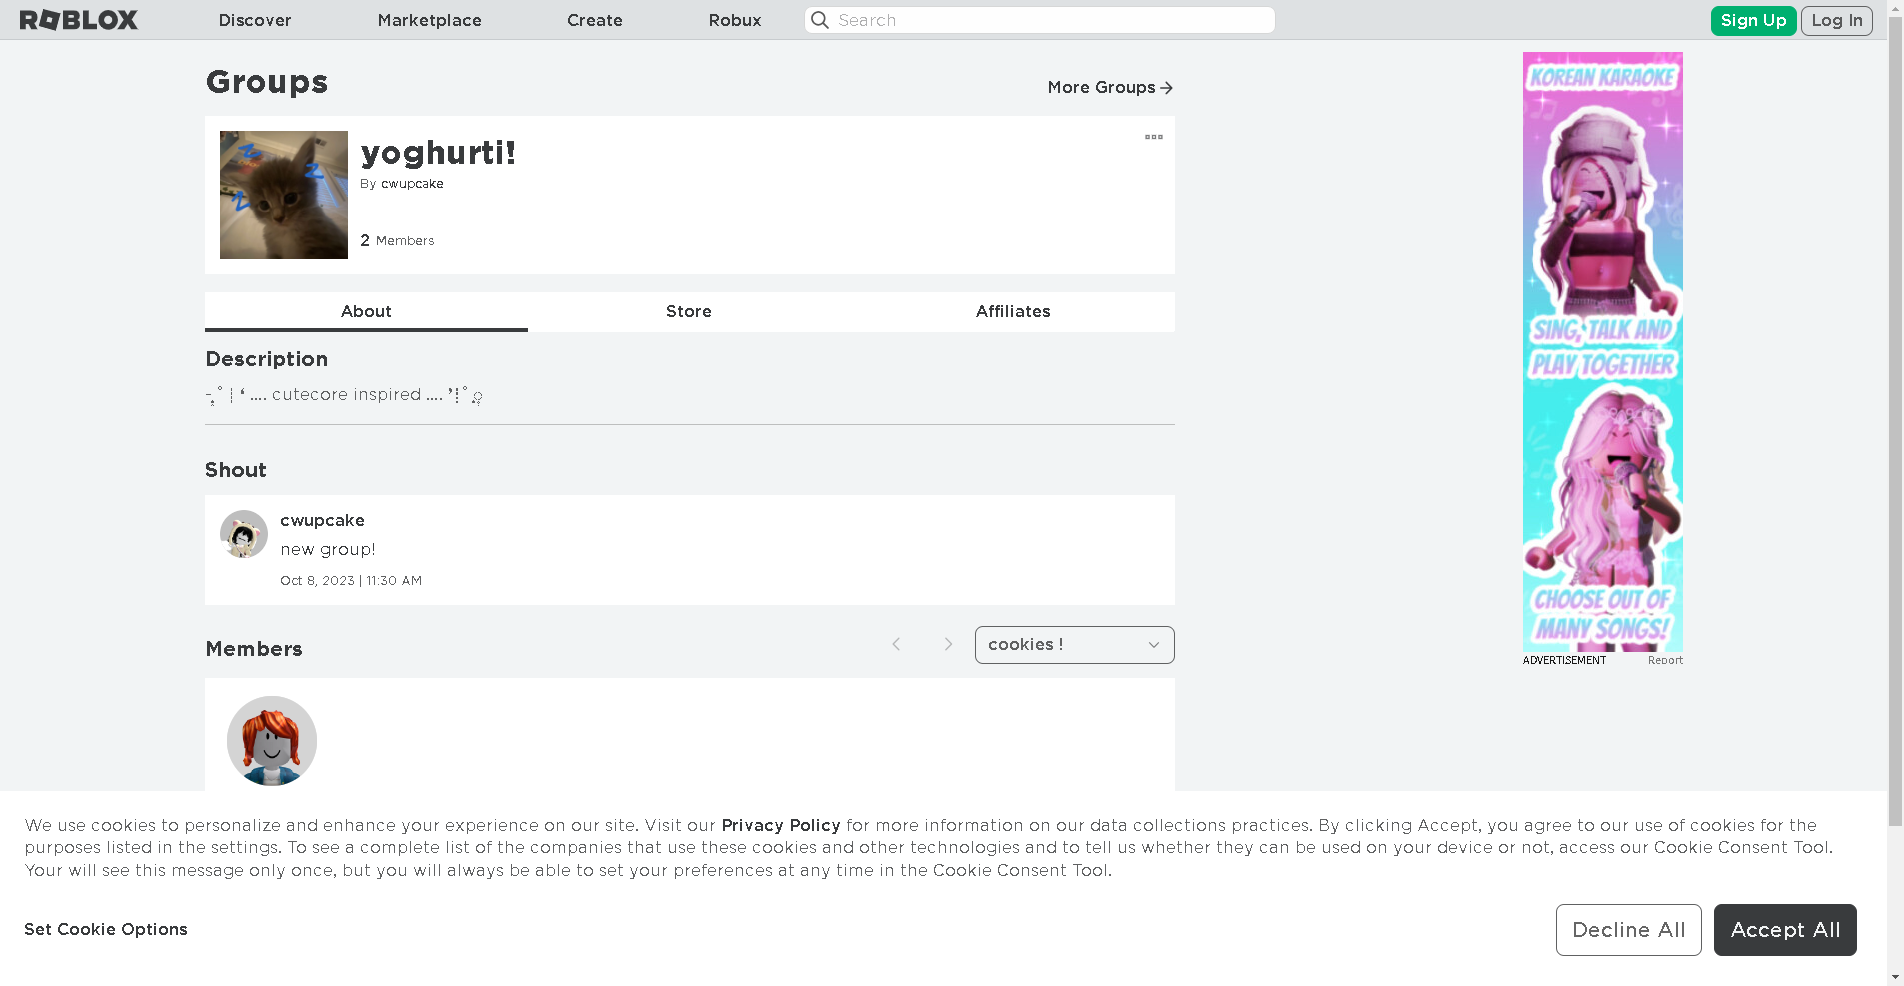 ROBLOX
Discover
Marketplace
Create
Robux
Search
Sign Up
Log In
Groups
More Groups
yoghurti!
By cwupcake
2 Members
About
Store
Affiliates
Description
.... cutecore inspired ....
Shout
cwupcake
new group!
Oct 8, 2023 | 11:30 AM
Members
cookies !
KOREAN KARAOKE
SING, TALK AND
PLAY TOGETHER
CHOOSE OUT OF
MANY SONGS!
ADVERTISEMENT
Report
We use cookies to personalize and enhance your experience on our site. Visit our Privacy Policy for more information on our data collections practices. By clicking Accept, you agree to our use of cookies for the
purposes listed in the settings. To see a complete list of the companies that use these cookies and other technologies and to tell us whether they can be used on your device or not, access our Cookie Consent Tool.
Your will see this message only once, but you will always be able to set your preferences at any time in the Cookie Consent Tool.
Set Cookie Options
Decline All
Accept All